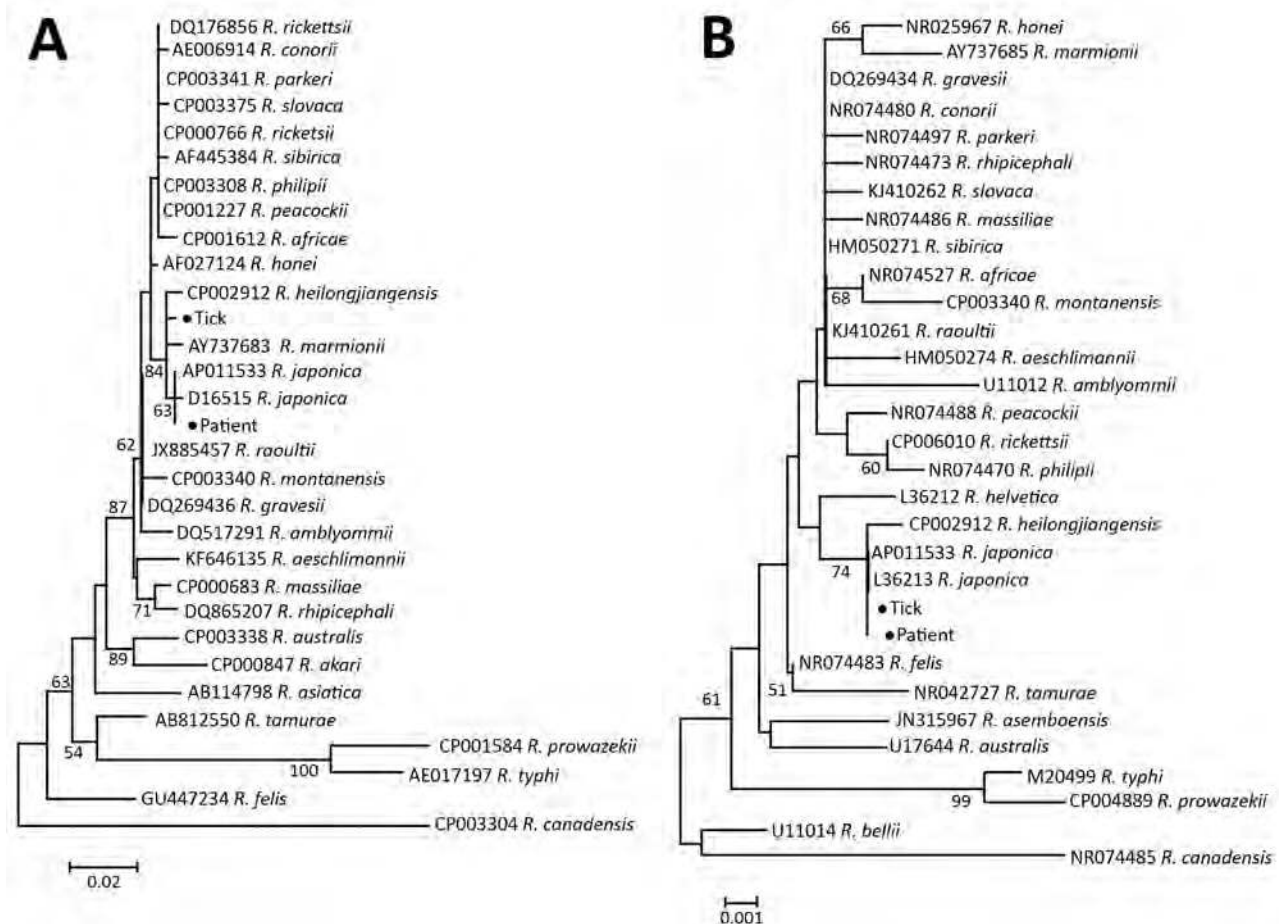 A
DQ176856 R. rickettsii
AE006914 R. conorii
CP003341 R. parkeri
CP003375 R. slovaca
CP000766 R. ricketsii
AF445384 R. sibirica
CP003308 R. philipii
CP001227 R. peacockii
CP001612 R. africae
AF027124 R. honei
CP002912 R. heilongjiangensis
Tick
AY737683 R. marmionii
84
AP011533 R. japonica
D16515 R. japonica
63
Patient
62
JX885457 R. raoultii
CP003340 R. montanensis
87
DQ269436 R. gravesii
DQ517291 R. amblyommii
KF646135 R. aeschlimannii
CP000683 R. massiliae
71
DQ865207 R. rhipicephali
CP003338 R. australis
89
CP000847 R. akari
63
AB114798 R. asiatica
AB812550 R. tamurae
54
CP001584 R. prowazekii
100
AE017197 R. typhi
GU447234 R. felis
CP003304 R. canadensis
0.02
B
66
NR025967 R. honei
AY737685 R. marmionii
DQ269434 R. gravesii
NR074480 R. conorii
NR074497 R. parkeri
NR074473 R. rhipicephali
KJ410262 R. slovaca
NR074486 R. massiliae
HM050271 R. sibirica
NR074527 R. africae
68
CP003340 R. montanensis
KJ410261 R. raoultii
HM050274 R. aeschlimannii
U11012 R. amblyommii
NR074488 R. peacockii
CP006010 R. rickettsii
60
NR074470 R. philipii
L36212 R. helvetica
CP002912 R. heilongjiangensis
AP011533 R. japonica
74
L36213 R. japonica
Tick
Patient
NR074483 R. felis
51
NR042727 R. tamurae
61
JN315967 R. asemboensis
U17644 R. australis
M20499 R. typhi
99
CP004889 R. prowazekii
U11014 R. bellii
NR074485 R. canadensis
0.001